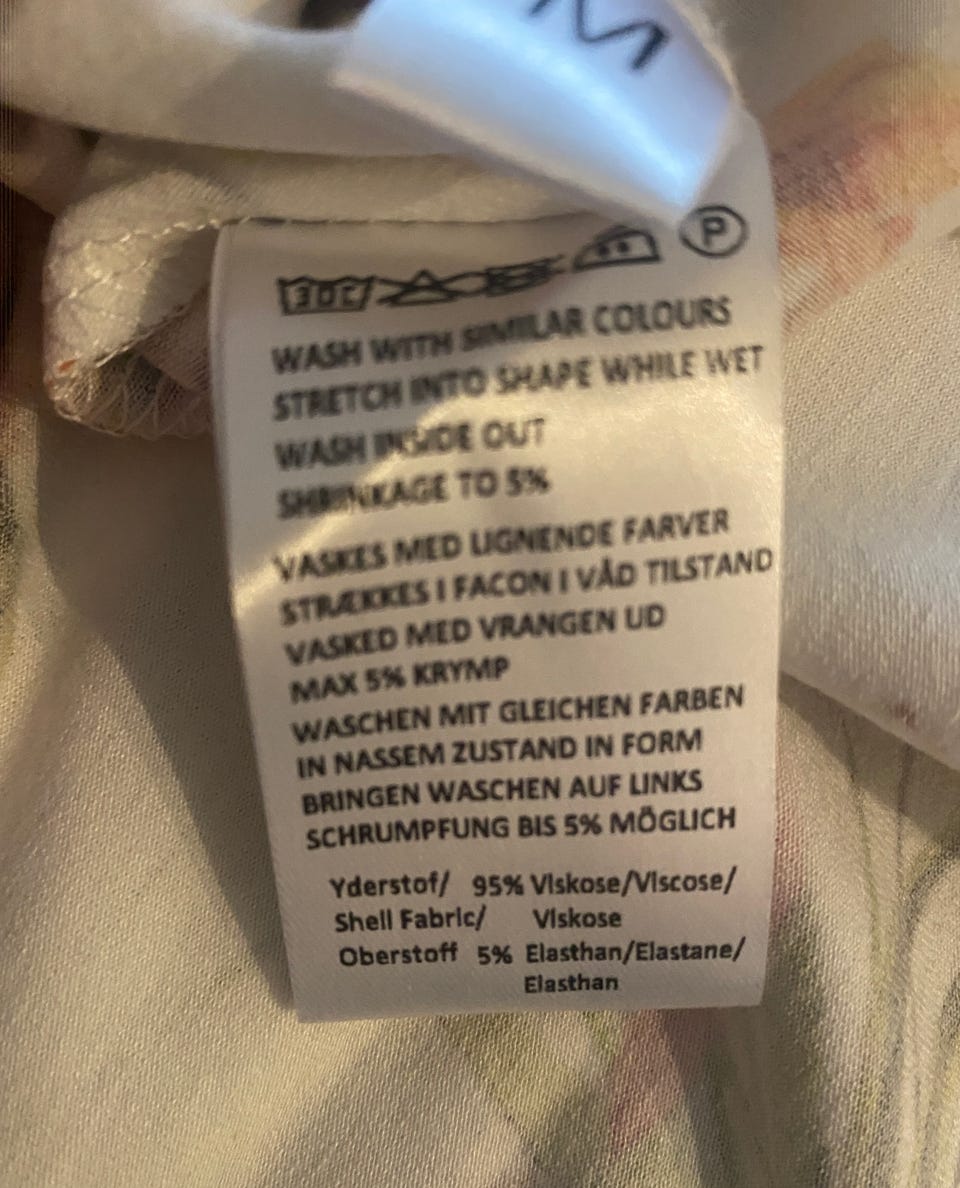 M
30C
P
WASH WITH SIMILAR COLOURS
STRETCH INTO SHAPE WHILE WET
WASH INSIDE OUT
SHRINKAGE TO 5%
VASKES MED LIGNENDE FARVER
STRÆKKES I FACON I VÅD TILSTAND
VASKED MED VRANGEN UD
MAX 5% KRYMP
WASCHEN MIT GLEICHEN FARBEN
IN NASSEM ZUSTAND IN FORM
BRINGEN WASCHEN AUF LINKS
SCHRUMPFUNG BIS 5% MÖGLICH
Yderstof/ 95% Viskose/Viscose/
Shell Fabric/ Viskose
Oberstoff 5% Elasthan/Elastane/
Elasthan